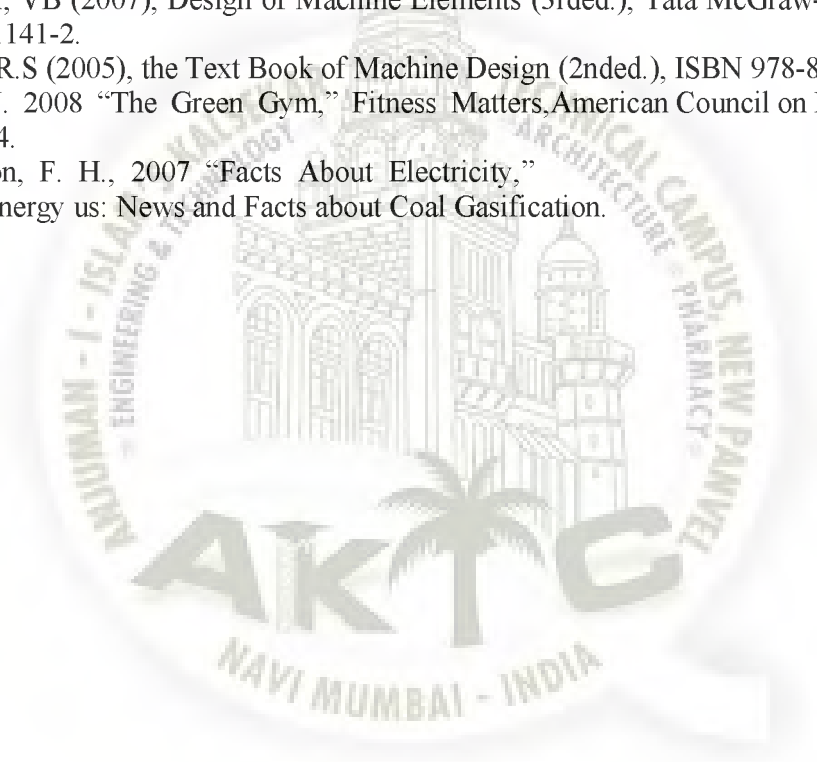 VB (2007), Design of Machine Elements (3rded.), Tata McGraw-
1141-2.
R.S (2005), the Text Book of Machine Design (2nded.), ISBN 978-8
2008 “The Green Gym,” Fitness Matters,American Council on
4.
on, F. H., 2007 “Facts About Electricity,”
nergy us: News and Facts about Coal Gasification.
ANJUMAN - I - ISLAM
KALSEKAR
TECHNICAL CAMPUS, NEW PANVEL
ENGINEERING & TECHNOLOGY
ARCHITECTURE
PHARMACY
AKTC
NAVI MUMBAI - INDIA